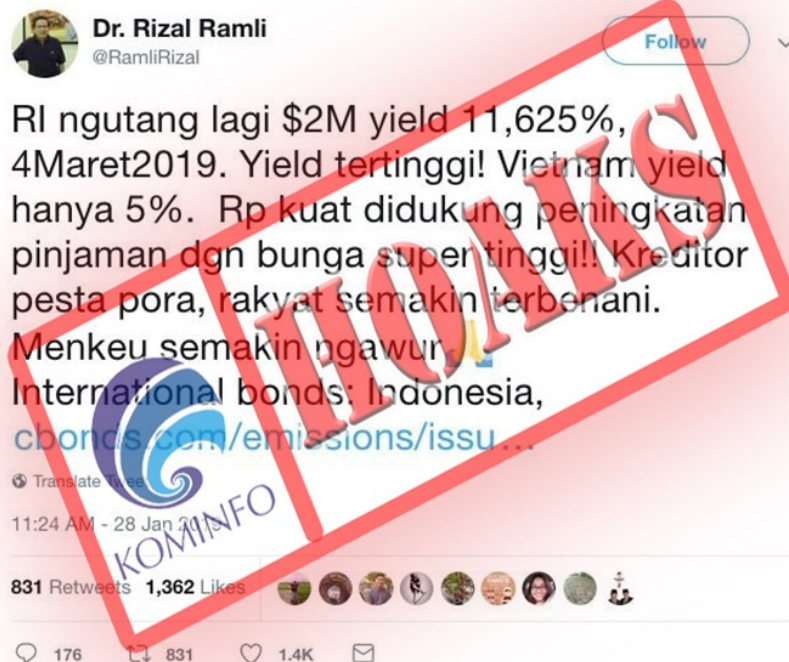 Dr. Rizal Ramli
@RamliRizal
Follow
RI ngutang lagi $2M yield 11,625%,
4Maret2019. Yield tertinggi! Vietnam yield
hanya 5%. Rp kuat didukung peningkatan
pinjaman dgn bunga super tinggi!! Kreditor
pesta pora, rakyat semakin terbenani.
Menkeu semakin ngawur
International bonds: Indonesia,
cbonds.com/emissions/issu...
Translate Tweet
11:24 AM - 28 Jan 2019
831 Retweets 1,362 Likes
176 831 1.4K
KOMINFO
HOAKS